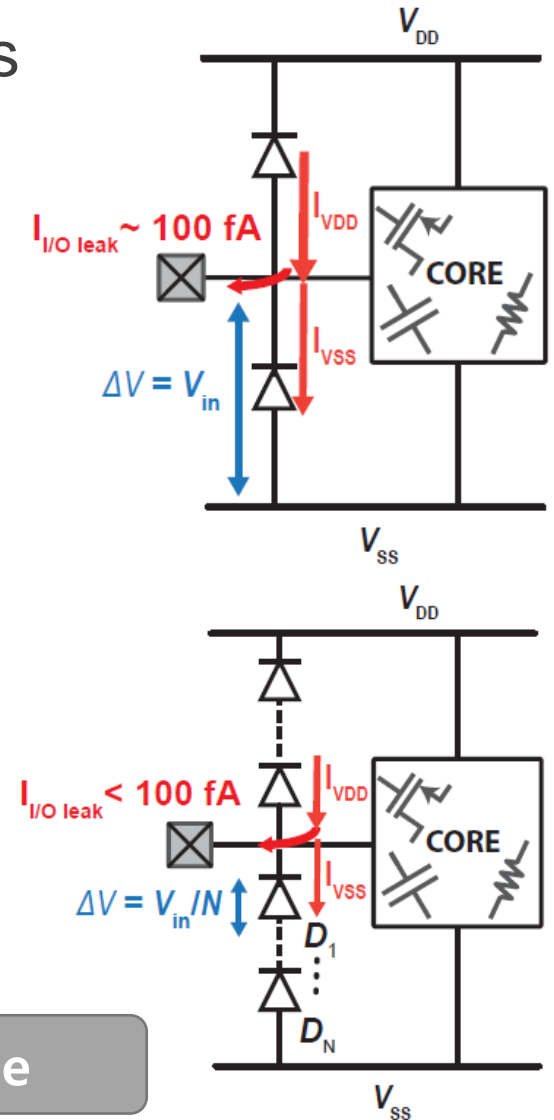 s
V_DD
I_I/O leak ~ 100 fA
I_VDD
CORE
I_VSS
ΔV = V_in
V_SS
V_DD
I_I/O leak < 100 fA
I_VDD
CORE
I_VSS
ΔV = V_in/N
D_1
D_N
e
V_SS